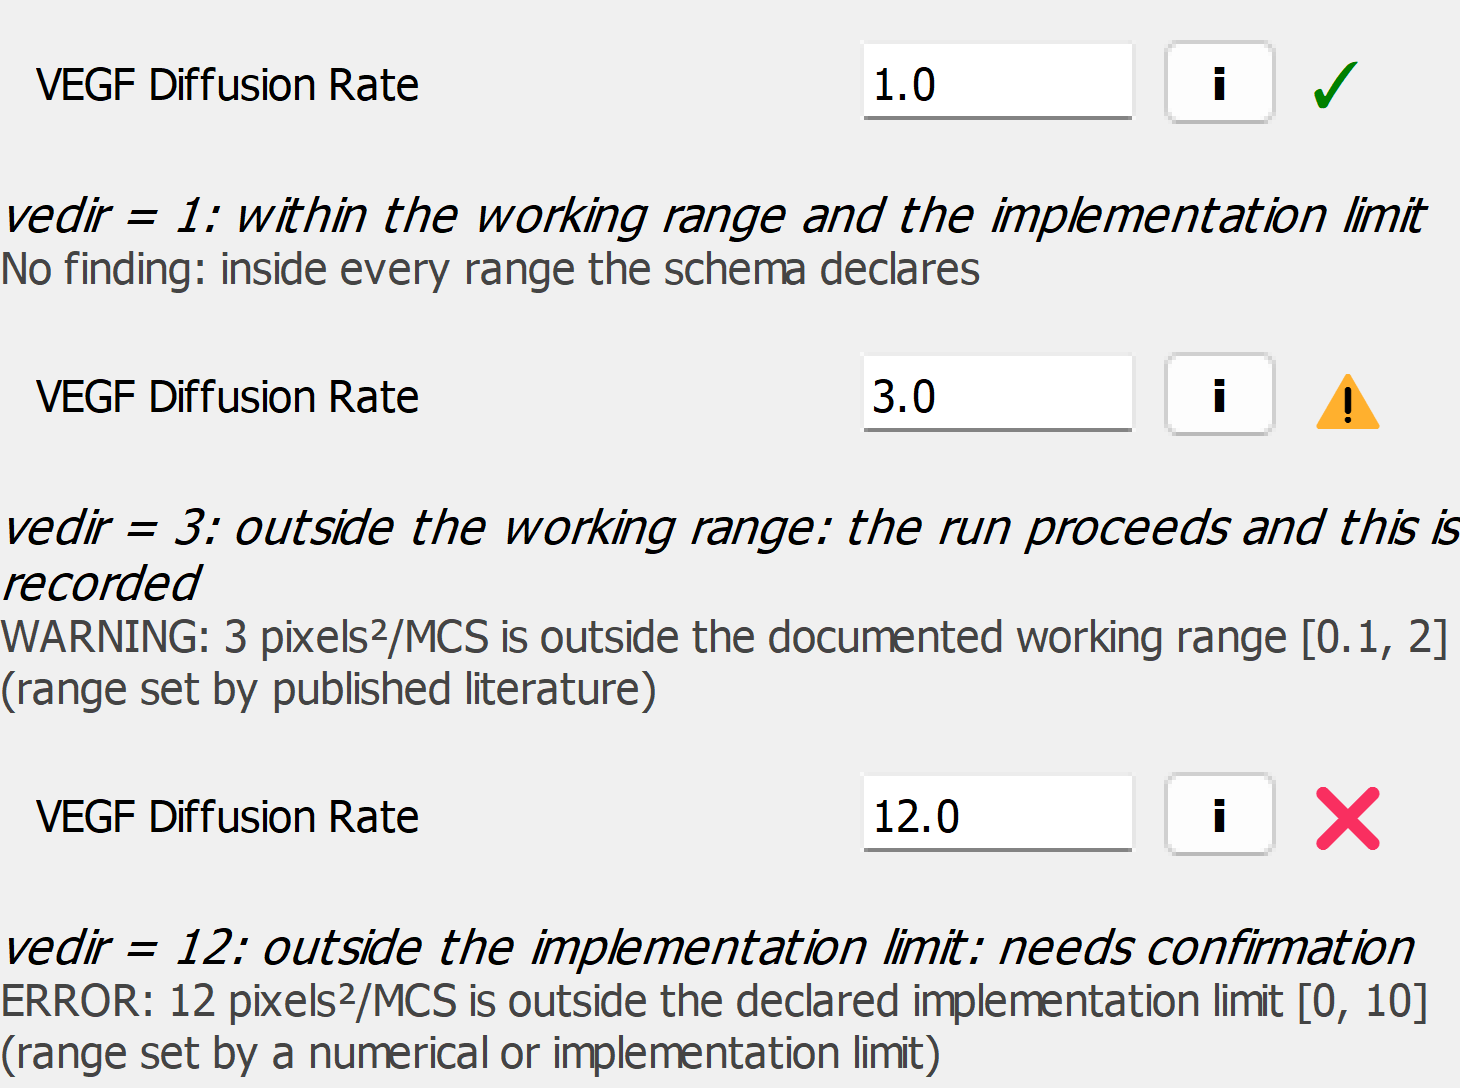 VEGF Diffusion Rate 1.0 i ✓
vedir = 1: within the working range and the implementation limit
No finding: inside every range the schema declares
VEGF Diffusion Rate 3.0 i ⚠
vedir = 3: outside the working range: the run proceeds and this is
recorded
WARNING: 3 pixels²/MCS is outside the documented working range [0.1, 2]
(range set by published literature)
VEGF Diffusion Rate 12.0 i ❌
vedir = 12: outside the implementation limit: needs confirmation
ERROR: 12 pixels²/MCS is outside the declared implementation limit [0, 10]
(range set by a numerical or implementation limit)